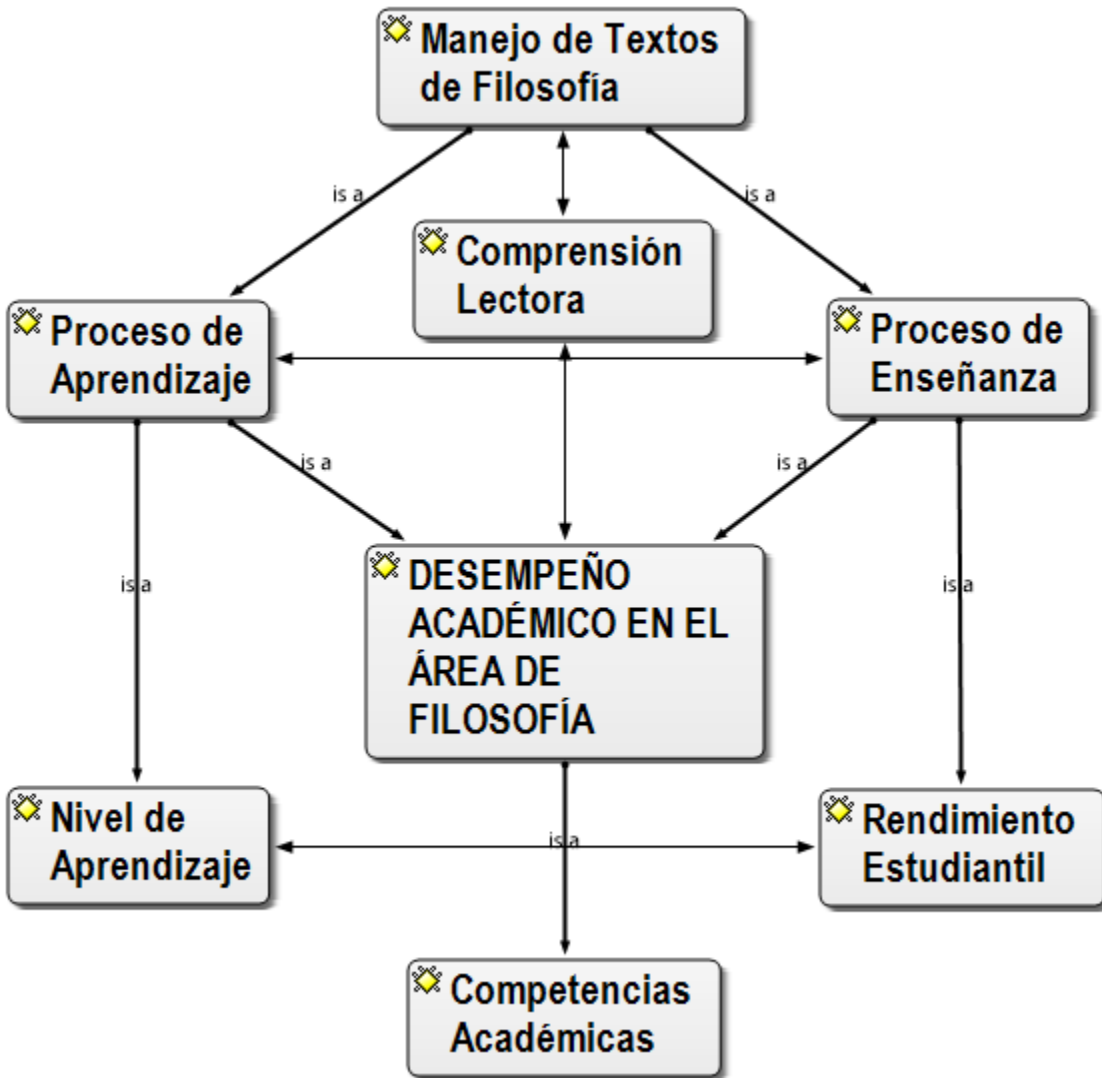 Manejo de Textos
de Filosofía
is a
is a
Comprensión
Lectora
Proceso de
Aprendizaje
Proceso de
Enseñanza
is a
is a
is a
is a
DESEMPEÑO
ACADÉMICO EN EL
ÁREA DE
FILOSOFÍA
Nivel de
Aprendizaje
is a
Rendimiento
Estudiantil
Competencias
Académicas